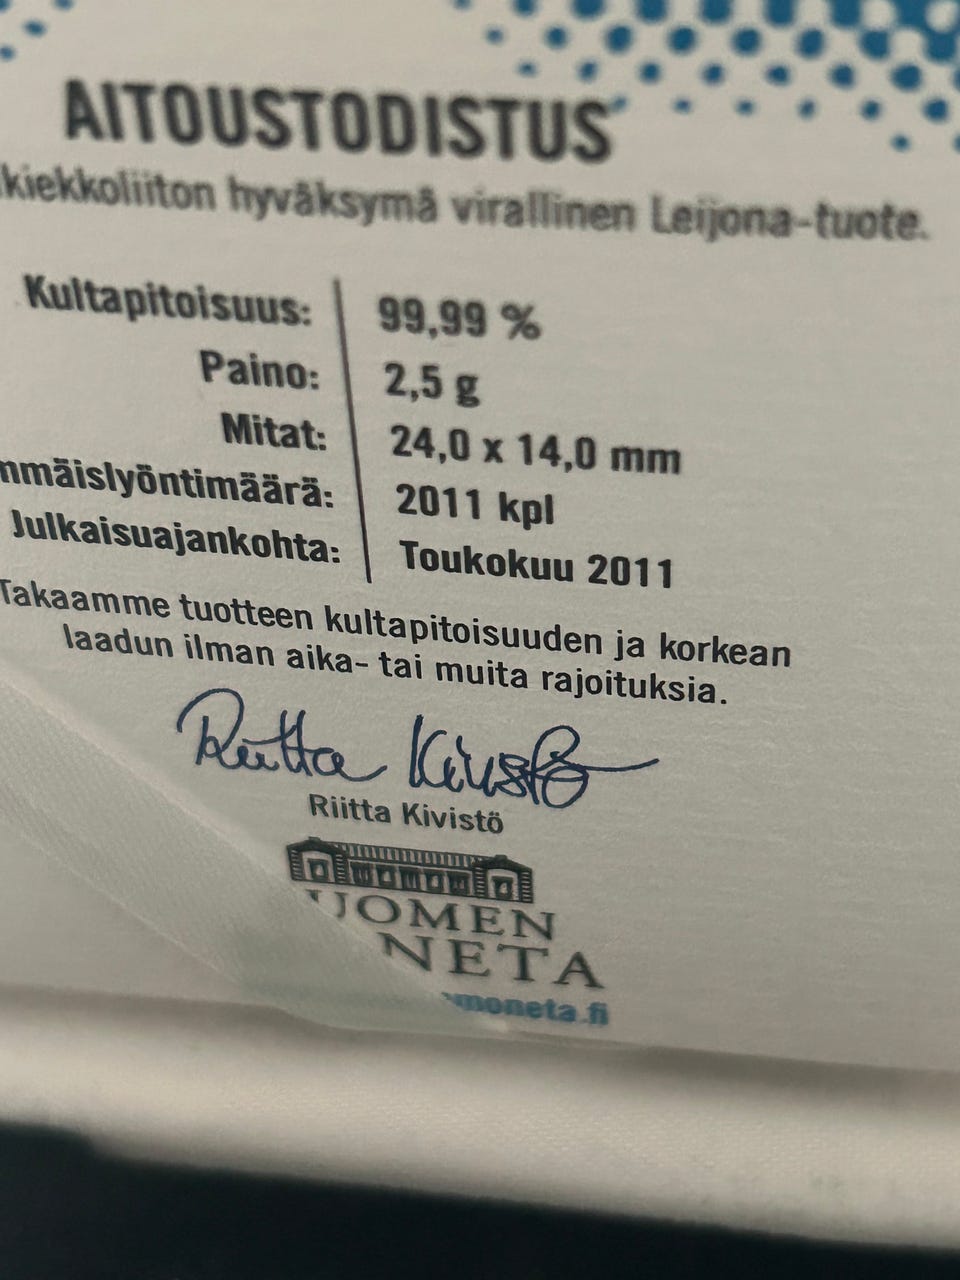 AITOUSTODISTUS
kiekkoliiton hyväksymä virallinen Leijona-tuote.
Kultapitoisuus: 99,99 %
Paino: 2,5 g
Mitat: 24,0 x 14,0 mm
mmäislyöntimäärä: 2011 kpl
Julkaisuajankohta: Toukokuu 2011
Takaamme tuotteen kultapitoisuuden ja korkean
laadun ilman aika- tai muita rajoituksia.
Riitta Kivistö
Riitta Kivistö
UOMEN
NETA
moneta.fi